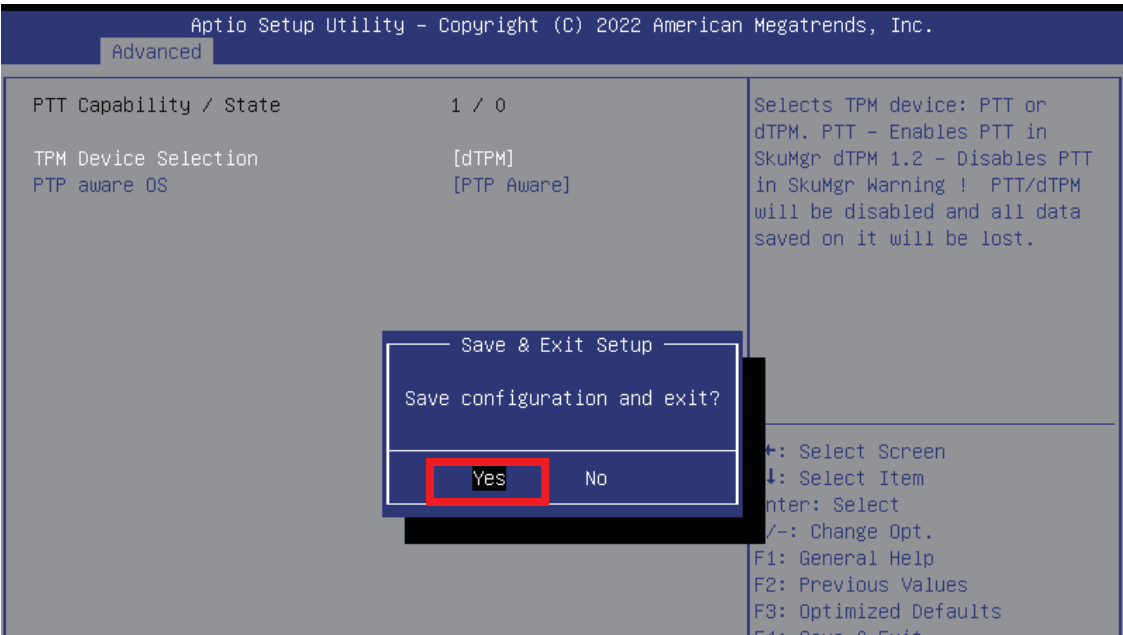 Aptio Setup Utility – Copyright (C) 2022 American Megatrends, Inc.
Advanced
PTT Capability / State 1 / 0
TPM Device Selection [dTPM]
PTP aware OS [PTP Aware]
Selects TPM device: PTT or
dTPM. PTT – Enables PTT in
SkuMgr dTPM 1.2 – Disables PTT
in SkuMgr Warning ! PTT/dTPM
will be disabled and all data
saved on it will be lost.
Save & Exit Setup
Save configuration and exit?
Yes No
←: Select Screen
↓: Select Item
nter: Select
/-: Change Opt.
F1: General Help
F2: Previous Values
F3: Optimized Defaults
F4: Save & Exit